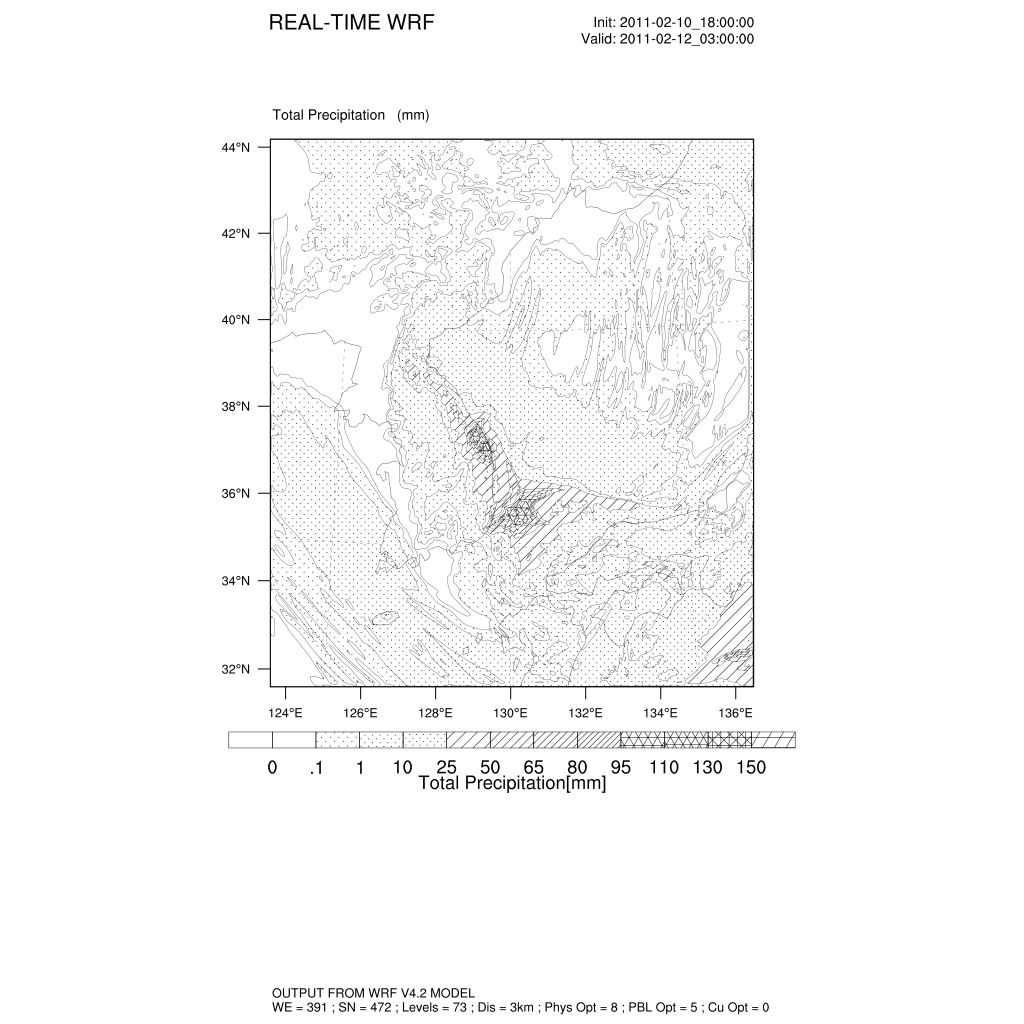 REAL-TIME WRF
Init: 2011-02-10_18:00:00
Valid: 2011-02-12_03:00:00
Total Precipitation (mm)
44°N
42°N
40°N
38°N
36°N
34°N
32°N
124°E 126°E 128°E 130°E 132°E 134°E 136°E
0 .1 1 10 25 50 65 80 95 110 130 150
Total Precipitation[mm]
OUTPUT FROM WRF V4.2 MODEL
WE = 391 ; SN = 472 ; Levels = 73 ; Dis = 3km ; Phys Opt = 8 ; PBL Opt = 5 ; Cu Opt = 0